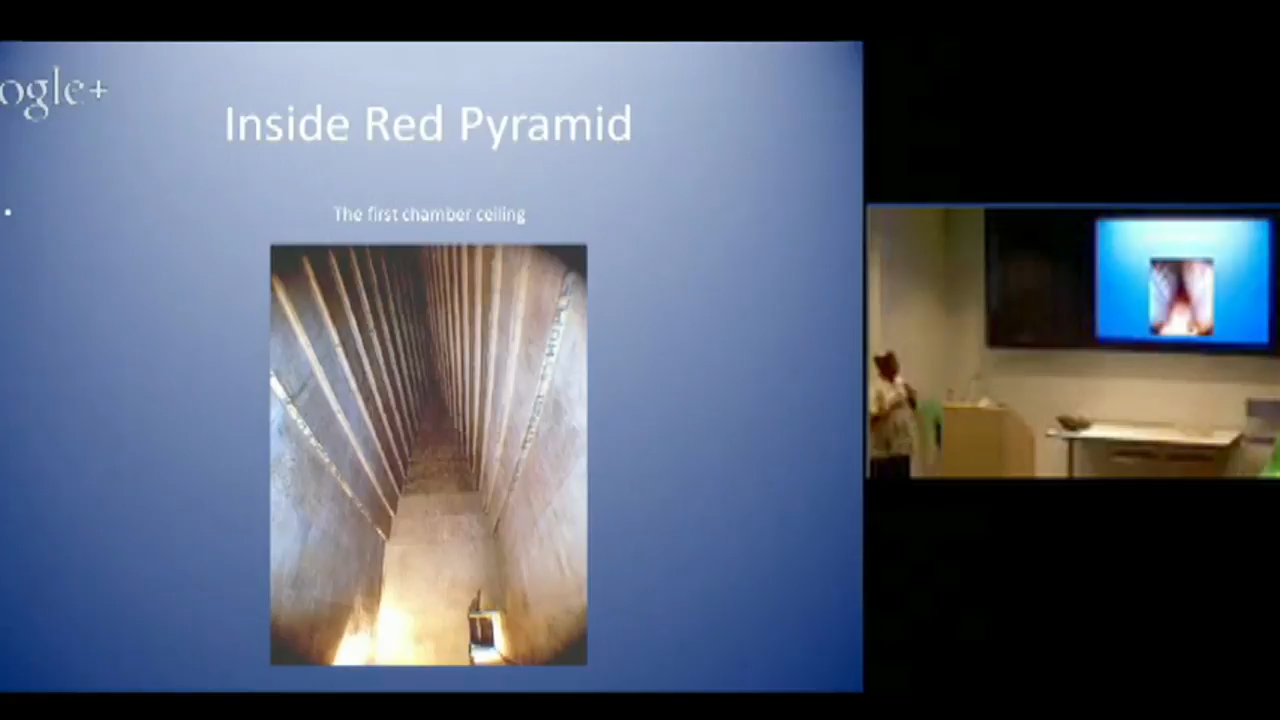 ogle+
Inside Red Pyramid
The first chamber ceiling